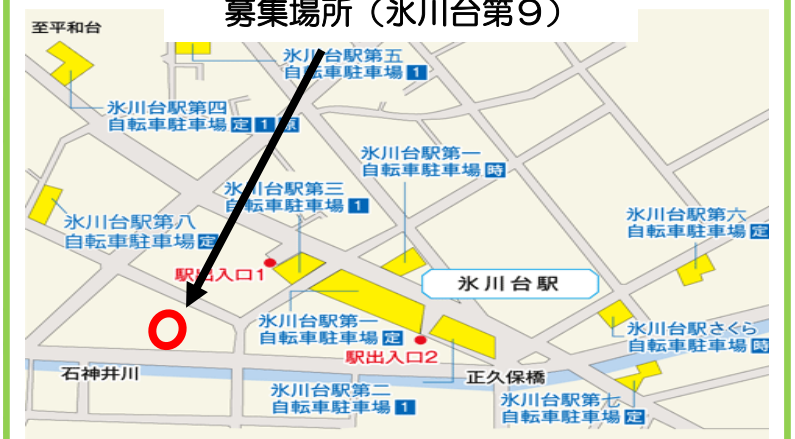 募集場所（氷川台第９）
至平和台
氷川台駅第五
自転車駐車場 1
氷川台駅第四
自転車駐車場 定 1 原
氷川台駅第一
自転車駐車場 時
氷川台駅第三
自転車駐車場 1
氷川台駅第八
自転車駐車場 定
氷川台駅第六
自転車駐車場 定
駅出入口1
氷川台駅
氷川台駅第一
自転車駐車場 定
駅出入口2
氷川台駅さくら
自転車駐車場 時
石神井川
正久保橋
氷川台駅第二
自転車駐車場 1
氷川台駅第七
自転車駐車場 定